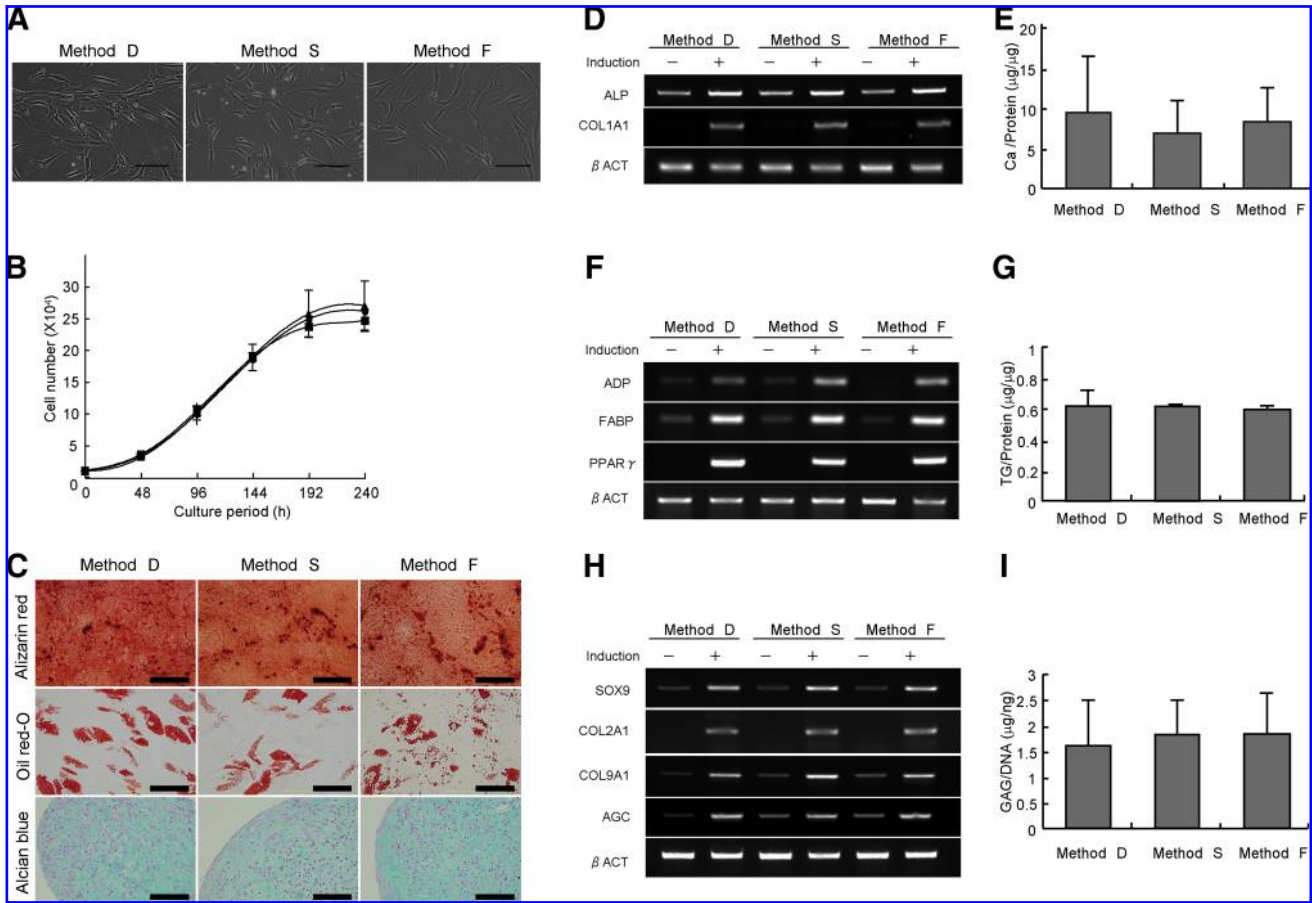 A
Method D Method S Method F
B
Cell number (X10⁴)
30
25
20
15
10
5
0
0 48 96 144 192 240
Culture period (h)
C
Method D Method S Method F
Alizarin red
Oil red-O
Alcian blue
D
Method D Method S Method F
Induction − + − + − +
ALP
COL1A1
β ACT
E
Ca /Protein (μg/μg)
20
15
10
5
0
Method D Method S Method F
F
Method D Method S Method F
Induction − + − + − +
ADP
FABP
PPAR γ
β ACT
G
TG/Protein (μg/μg)
1
0.8
0.6
0.4
0.2
0
Method D Method S Method F
H
Method D Method S Method F
Induction − + − + − +
SOX9
COL2A1
COL9A1
AGC
β ACT
I
GAG/DNA (μg/ng)
3
2.5
2
1.5
1
0.5
0
Method D Method S Method F